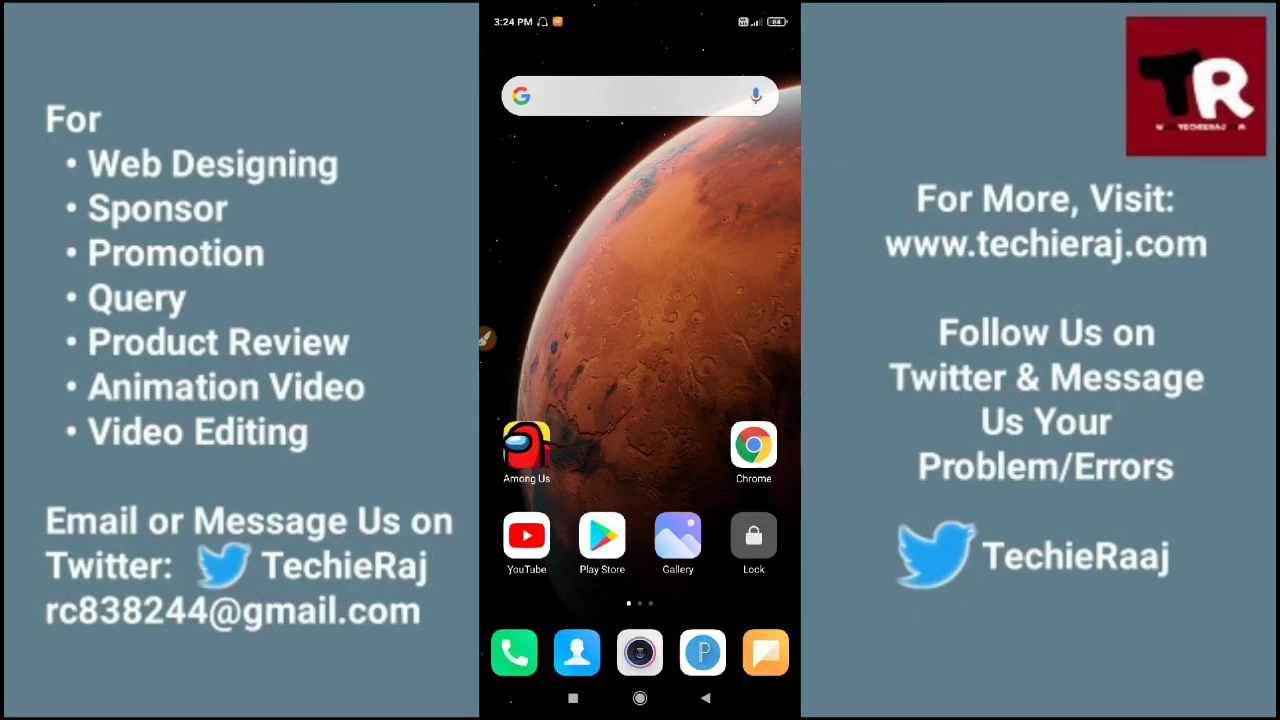 For
• Web Designing
• Sponsor
• Promotion
• Query
• Product Review
• Animation Video
• Video Editing
Email or Message Us on
Twitter: TechieRaj
rc838244@gmail.com
3:24 PM
84
G
Among Us
Chrome
YouTube
Play Store
Gallery
Lock
P
TR
For More, Visit:
www.techieraj.com
Follow Us on
Twitter & Message
Us Your
Problem/Errors
TechieRaaj